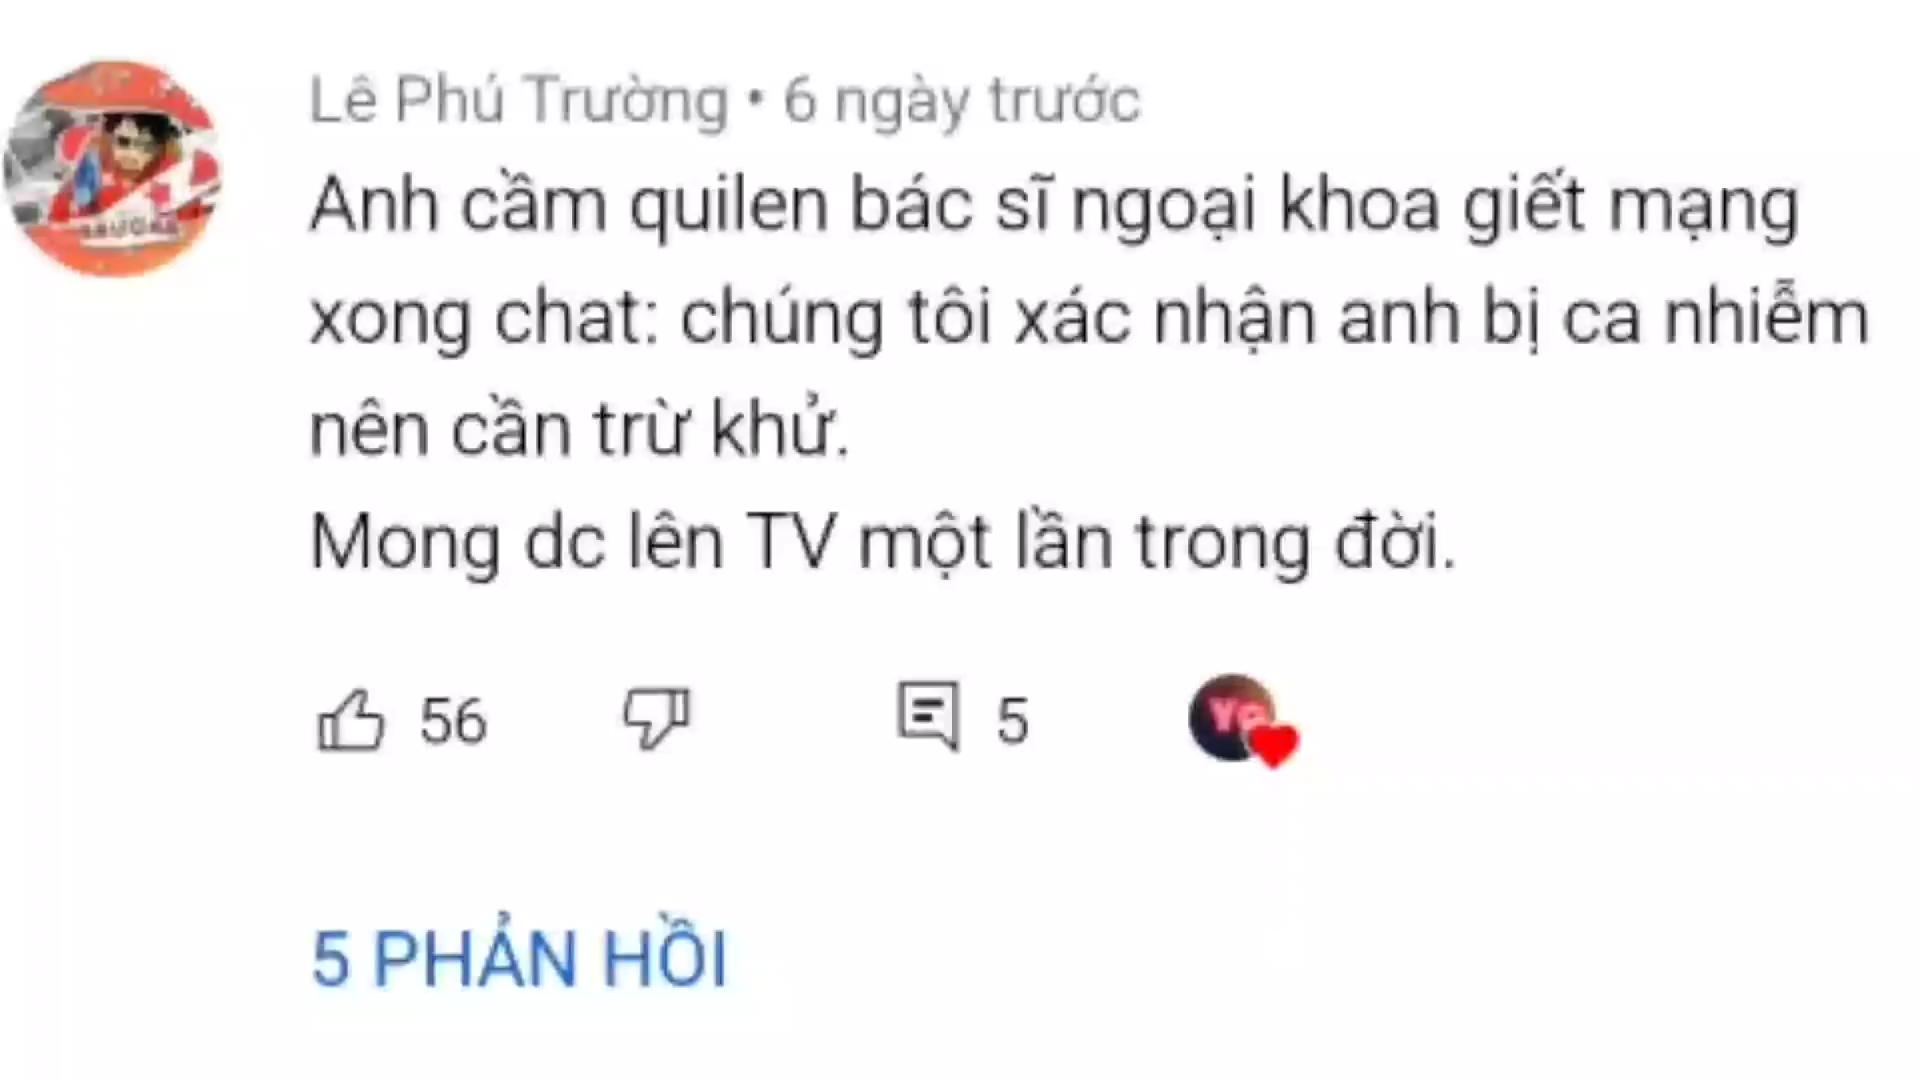 Lê Phú Trường • 6 ngày trước
Anh cầm quilen bác sĩ ngoại khoa giết mạng
xong chat: chúng tôi xác nhận anh bị ca nhiễm
nên cần trừ khử.
Mong dc lên TV một lần trong đời.
56
5
5 PHẢN HỒI